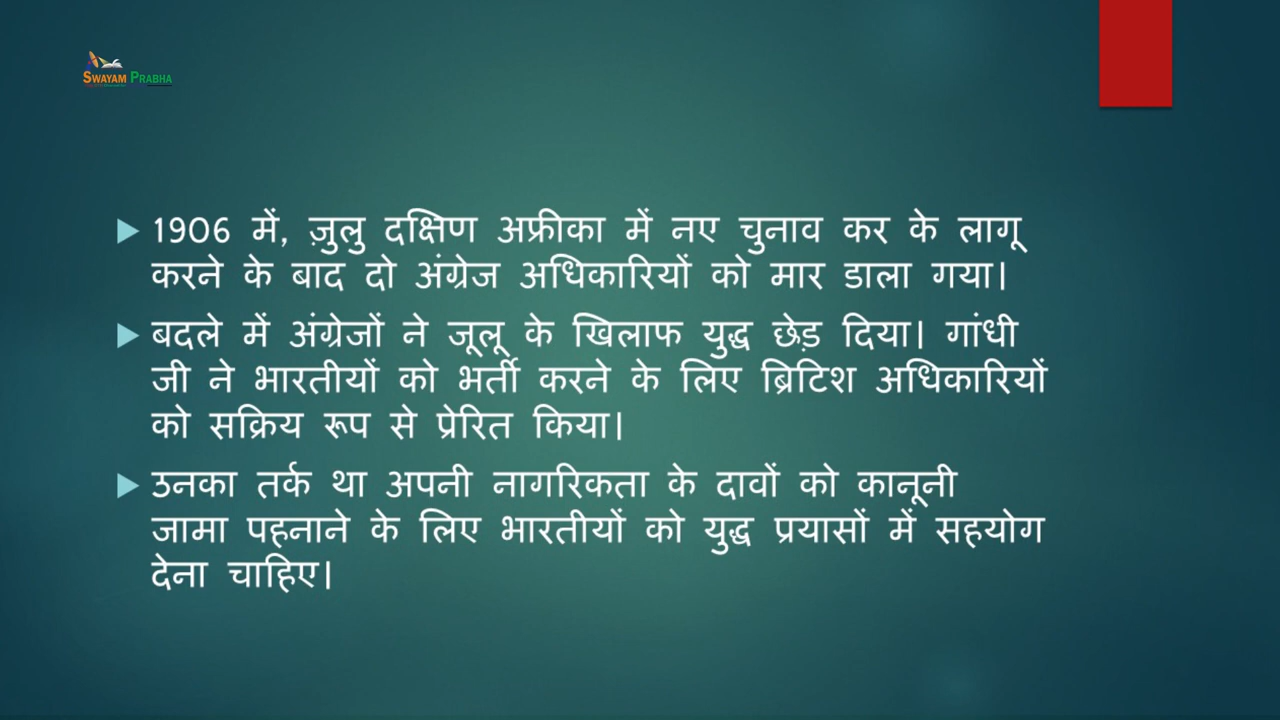 SWAYAM PRABHA
1906 में, ज़ुलु दक्षिण अफ्रीका में नए चुनाव कर के लागू
करने के बाद दो अंग्रेज अधिकारियों को मार डाला गया।
बदले में अंग्रेजों ने जूलू के खिलाफ युद्ध छेड़ दिया। गांधी
जी ने भारतीयों को भर्ती करने के लिए ब्रिटिश अधिकारियों
को सक्रिय रूप से प्रेरित किया।
उनका तर्क था अपनी नागरिकता के दावों को कानूनी
जामा पहनाने के लिए भारतीयों को युद्ध प्रयासों में सहयोग
देना चाहिए।